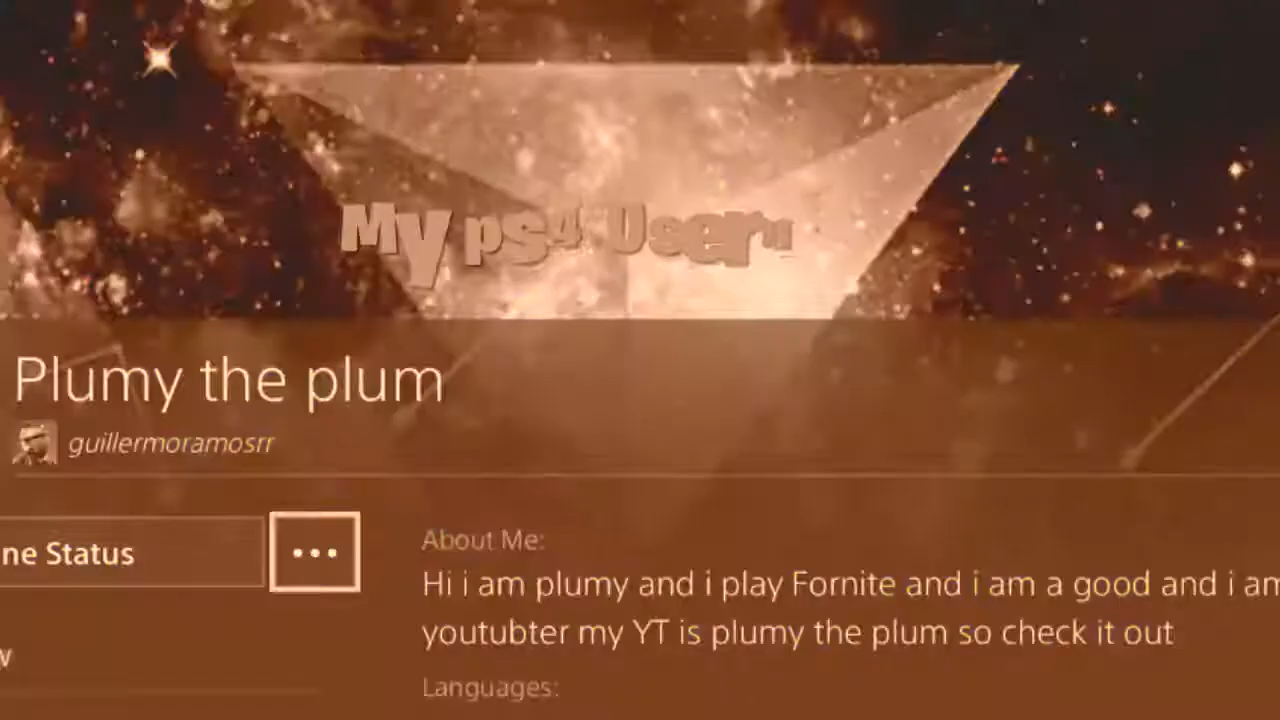 My ps4 User
Plumy the plum
guillermoramosrr
ne Status
About Me:
Hi i am plumy and i play Fornite and i am a good and i am
youtubter my YT is plumy the plum so check it out
Languages: